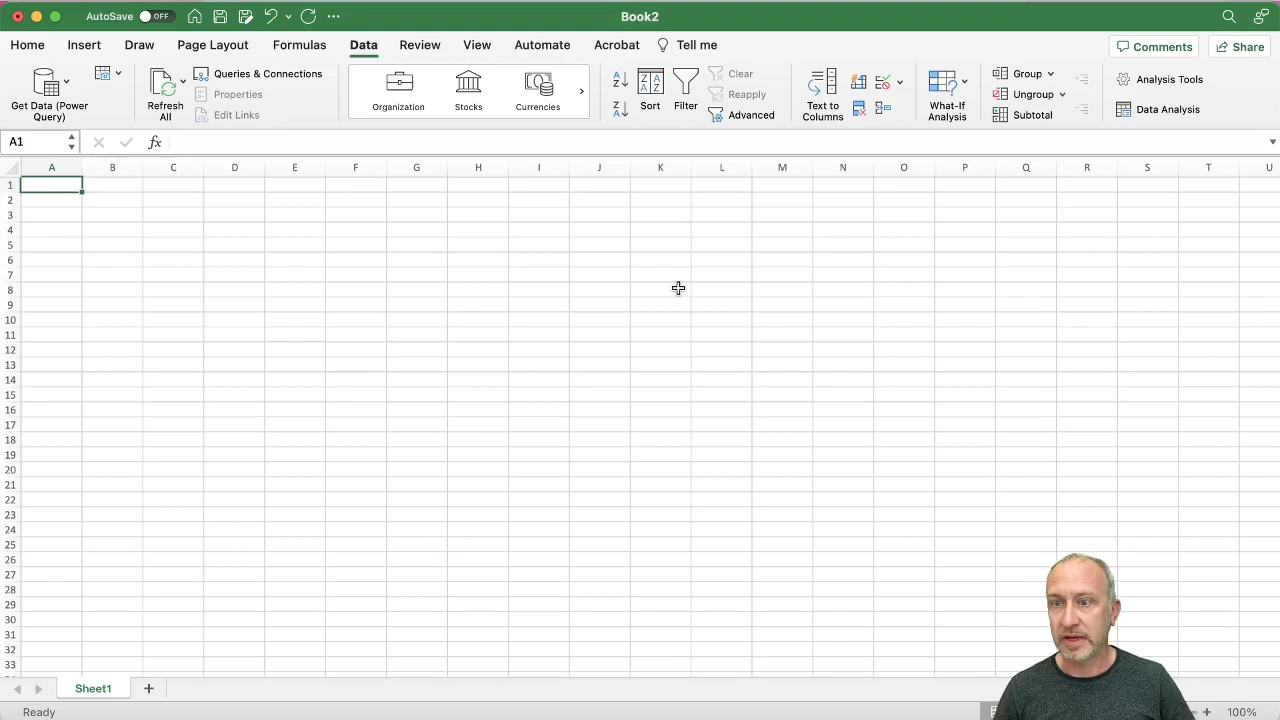 AutoSave OFF Book2
Home Insert Draw Page Layout Formulas Data Review View Automate Acrobat Tell me Comments Share
Get Data (Power Query)
Refresh All
Queries & Connections
Properties
Edit Links
Organization Stocks Currencies
Sort
Filter
Clear
Reapply
Advanced
Text to Columns
What-If Analysis
Group
Ungroup
Subtotal
Analysis Tools
Data Analysis
A1 fx
A B C D E F G H I J K L M N O P Q R S T U
1
2
3
4
5
6
7
8
9
10
11
12
13
14
15
16
17
18
19
20
21
22
23
24
25
26
27
28
29
30
31
32
33
Sheet1
Ready 100%